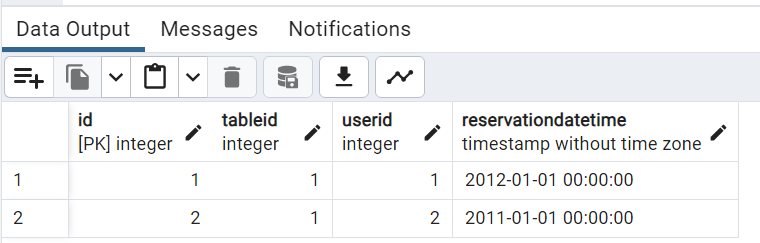 Data Output Messages Notifications
id tableid userid reservationdatetime
[PK] integer integer integer timestamp without time zone
1 1 1 1 2012-01-01 00:00:00
2 2 1 2 2011-01-01 00:00:00